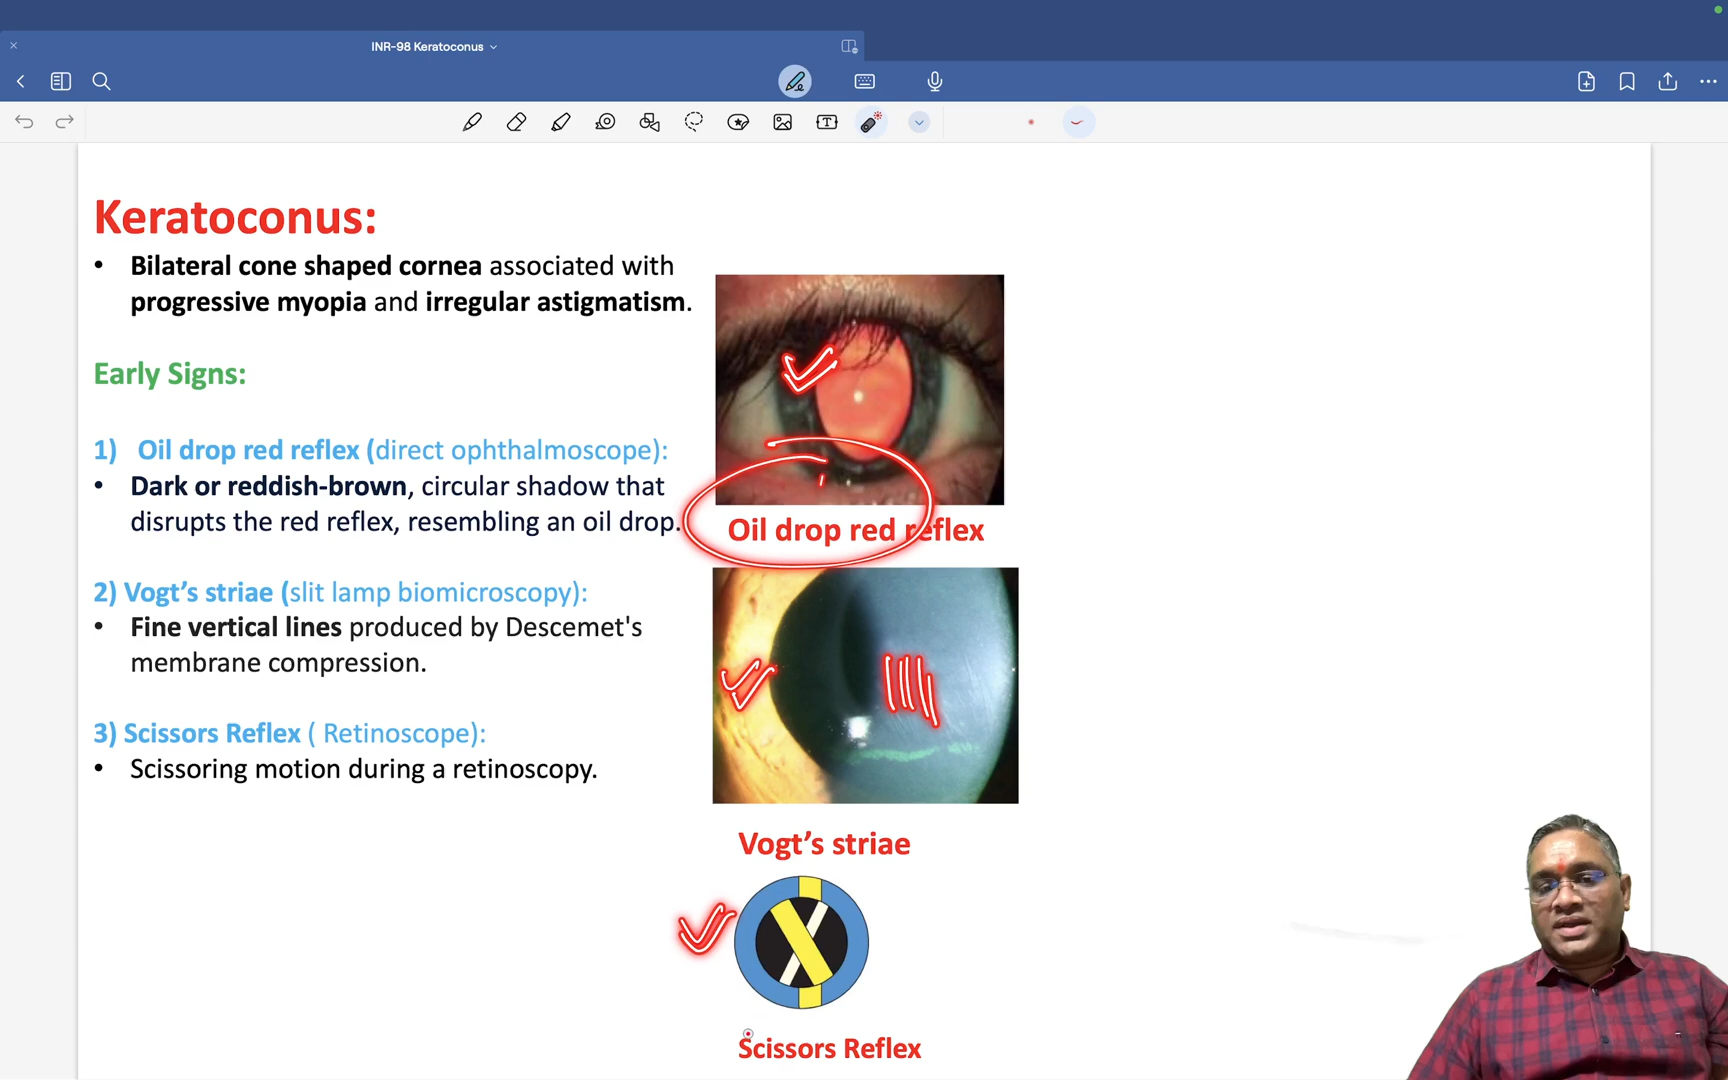 INR-98 Keratoconus
T
Keratoconus:
• Bilateral cone shaped cornea associated with
progressive myopia and irregular astigmatism.
Early Signs:
1) Oil drop red reflex (direct ophthalmoscope):
• Dark or reddish-brown, circular shadow that
disrupts the red reflex, resembling an oil drop.
2) Vogt’s striae (slit lamp biomicroscopy):
• Fine vertical lines produced by Descemet's
membrane compression.
3) Scissors Reflex ( Retinoscope):
• Scissoring motion during a retinoscopy.
Oil drop red reflex
Vogt’s striae
Scissors Reflex